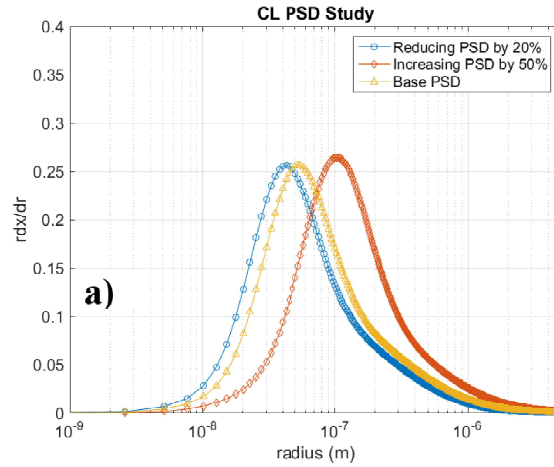 CL PSD Study
Reducing PSD by 20%
Increasing PSD by 50%
Base PSD
rdx/dr
0.4
0.35
0.3
0.25
0.2
0.15
0.1
0.05
0
a)
10^-9 10^-8 10^-7 10^-6
radius (m)